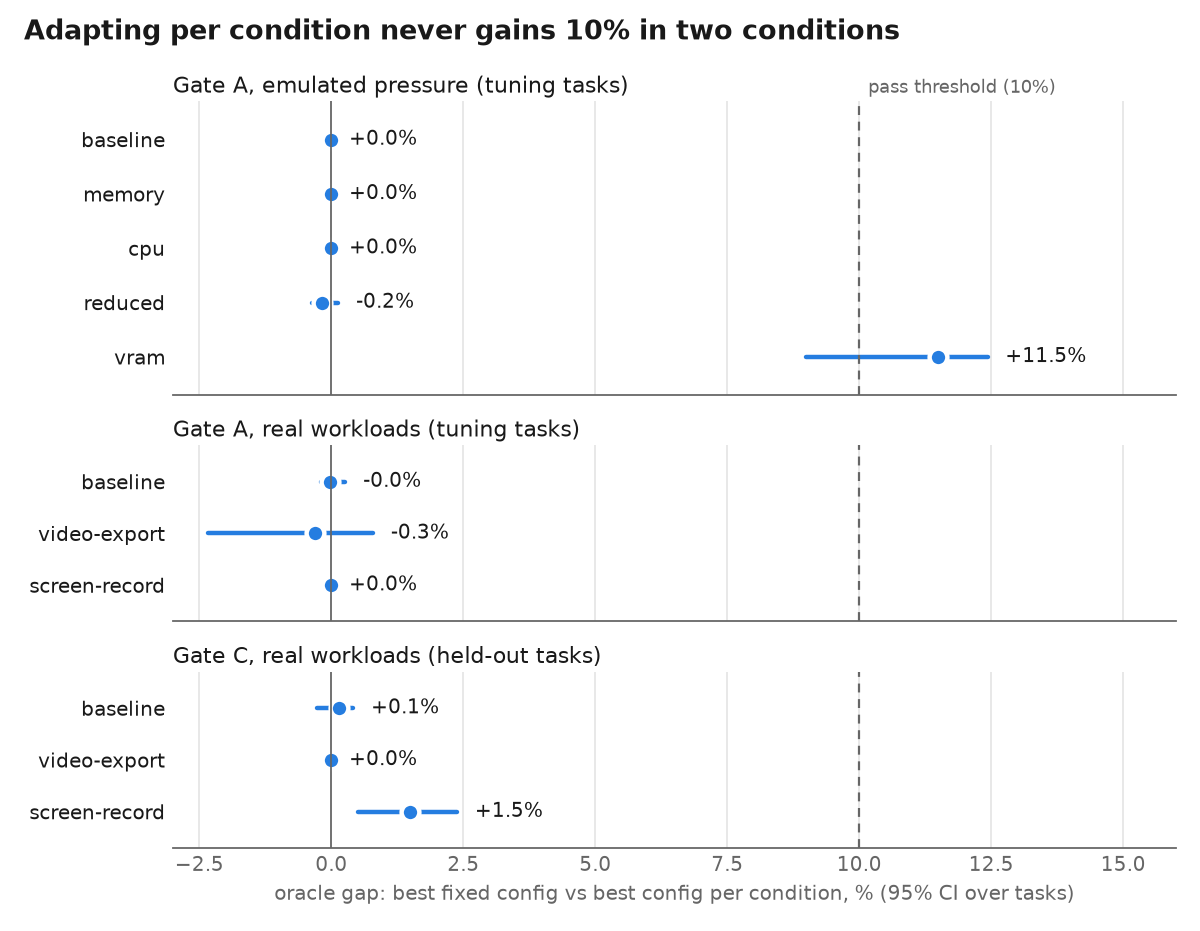 Adapting per condition never gains 10% in two conditions
Gate A, emulated pressure (tuning tasks)
pass threshold (10%)
baseline +0.0%
memory +0.0%
cpu +0.0%
reduced -0.2%
vram +11.5%
Gate A, real workloads (tuning tasks)
baseline -0.0%
video-export -0.3%
screen-record +0.0%
Gate C, real workloads (held-out tasks)
baseline +0.1%
video-export +0.0%
screen-record +1.5%
−2.5 0.0 2.5 5.0 7.5 10.0 12.5 15.0
oracle gap: best fixed config vs best config per condition, % (95% CI over tasks)